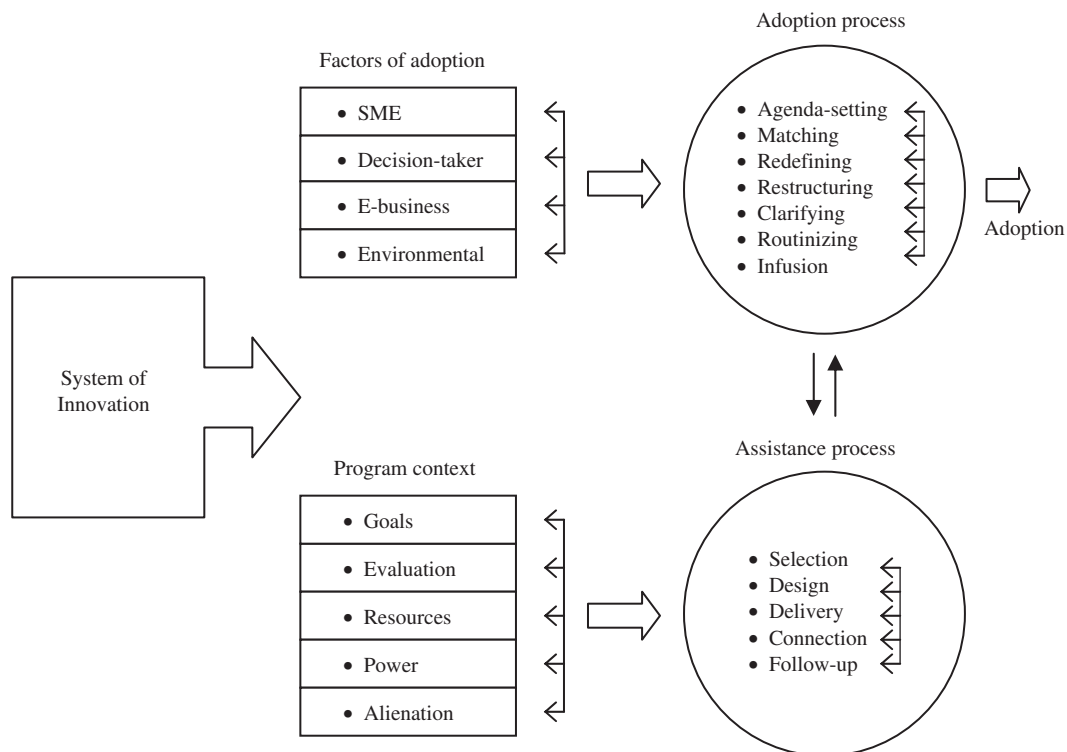 Adoption process
Factors of adoption
• SME
• Decision-taker
• E-business
• Environmental
• Agenda-setting
• Matching
• Redefining
• Restructuring
• Clarifying
• Routinizing
• Infusion
Adoption
System of
Innovation
Program context
• Goals
• Evaluation
• Resources
• Power
• Alienation
Assistance process
• Selection
• Design
• Delivery
• Connection
• Follow-up